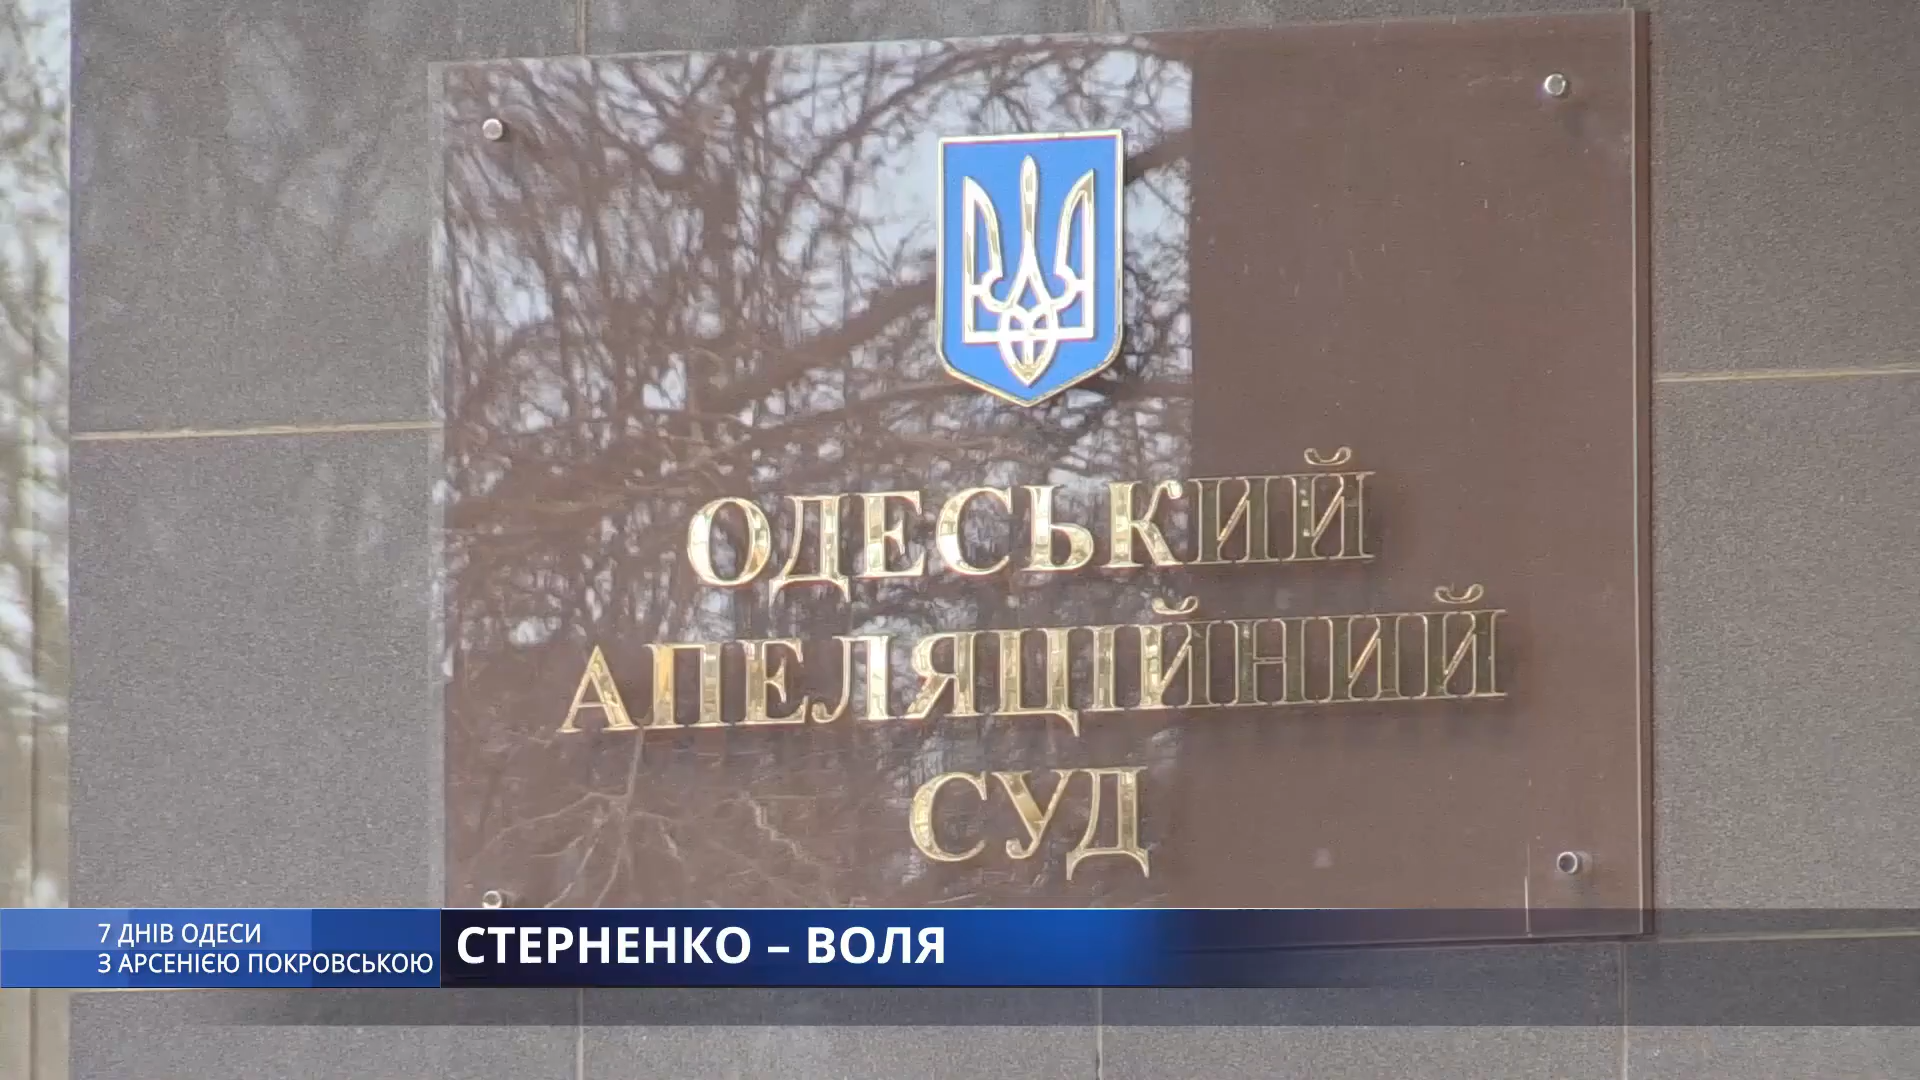 ОДЕСЬКИЙ
АПЕЛЯЦІЙНИЙ
СУД
7 ДНІВ ОДЕСИ
З АРСЕНІЄЮ ПОКРОВСЬКОЮ
СТЕРНЕНКО – ВОЛЯ